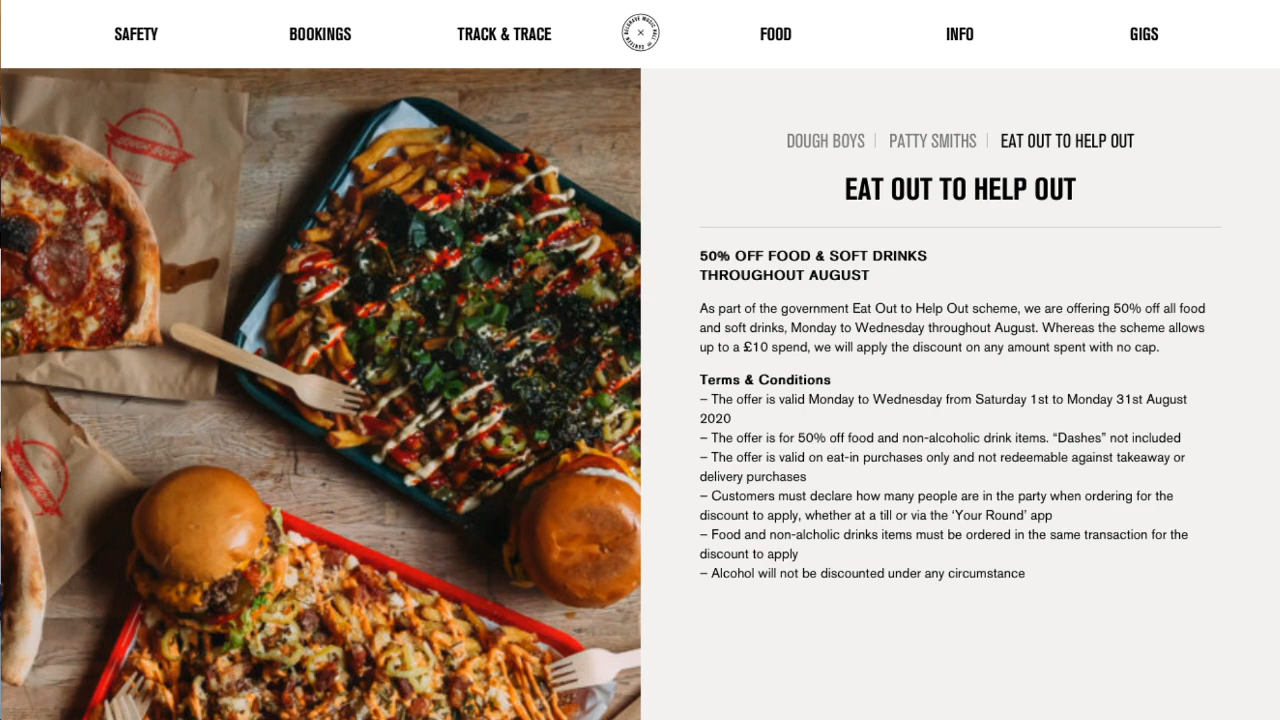 SAFETY
BOOKINGS
TRACK & TRACE
BELGRAVE MUSIC HALL & CANTEEN
FOOD
INFO
GIGS
DOUGH BOYS
DOUGH BOYS | PATTY SMITHS | EAT OUT TO HELP OUT
EAT OUT TO HELP OUT
50% OFF FOOD & SOFT DRINKS
THROUGHOUT AUGUST
As part of the government Eat Out to Help Out scheme, we are offering 50% off all food
and soft drinks, Monday to Wednesday throughout August. Whereas the scheme allows
up to a £10 spend, we will apply the discount on any amount spent with no cap.
Terms & Conditions
– The offer is valid Monday to Wednesday from Saturday 1st to Monday 31st August
2020
– The offer is for 50% off food and non-alcoholic drink items. “Dashes” not included
– The offer is valid on eat-in purchases only and not redeemable against takeaway or
delivery purchases
– Customers must declare how many people are in the party when ordering for the
discount to apply, whether at a till or via the ‘Your Round’ app
– Food and non-alcholic drinks items must be ordered in the same transaction for the
discount to apply
– Alcohol will not be discounted under any circumstance